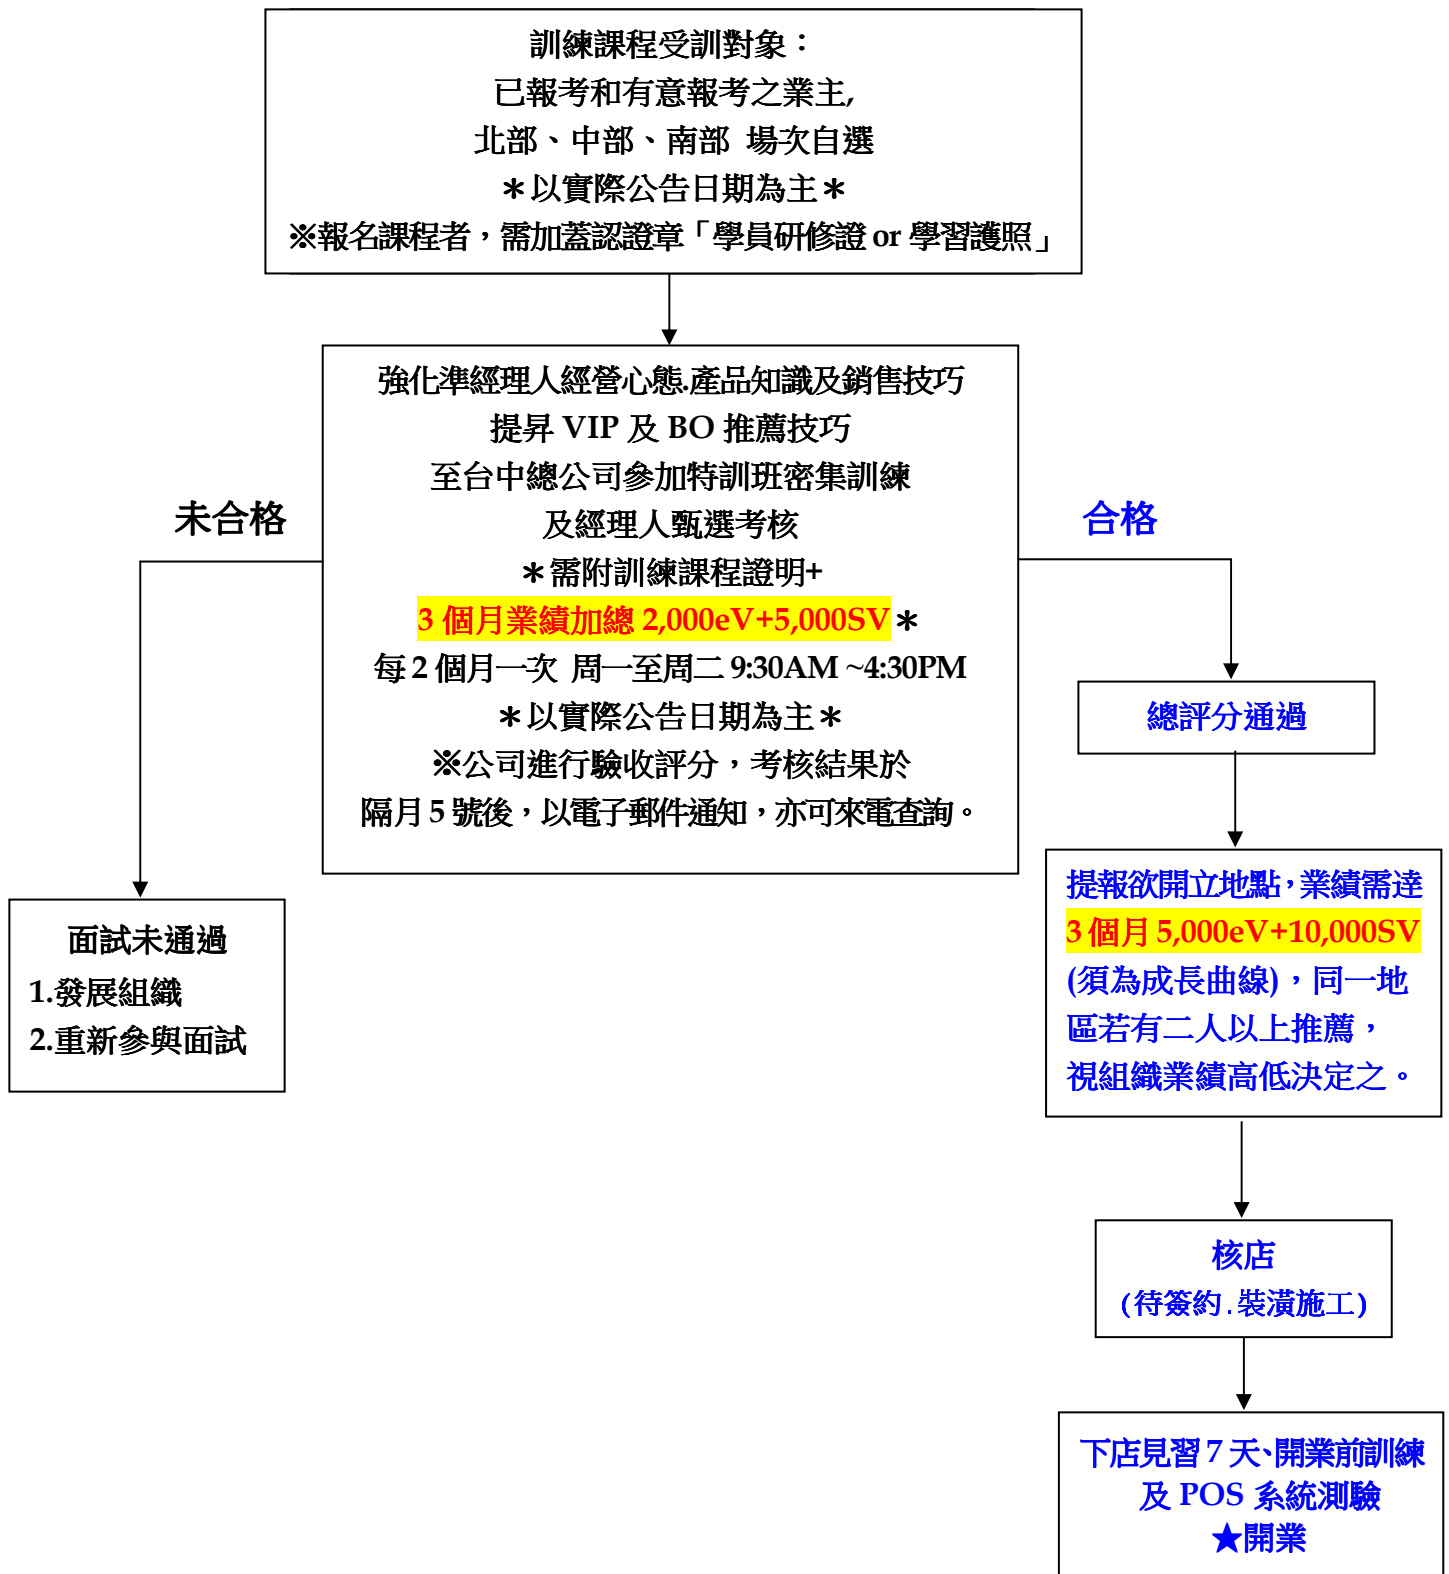 訓練課程受訓對象：
已報考和有意報考之業主,
北部、中部、南部 場次自選
＊以實際公告日期為主＊
※報名課程者，需加蓋認證章「學員研修證 or 學習護照」
強化準經理人經營心態.產品知識及銷售技巧
提昇 VIP 及 BO 推薦技巧
至台中總公司參加特訓班密集訓練
及經理人甄選考核
＊需附訓練課程證明+
3 個月業績加總 2,000eV+5,000SV＊
每 2 個月一次 周一至周二 9:30AM ~4:30PM
＊以實際公告日期為主＊
※公司進行驗收評分，考核結果於
隔月 5 號後，以電子郵件通知，亦可來電查詢。
未合格
合格
面試未通過
1.發展組織
2.重新參與面試
總評分通過
提報欲開立地點，業績需達
3 個月 5,000eV+10,000SV
(須為成長曲線)，同一地
區若有二人以上推薦，
視組織業績高低決定之。
核店
(待簽約.裝潢施工)
下店見習 7 天、開業前訓練
及 POS 系統測驗
★開業